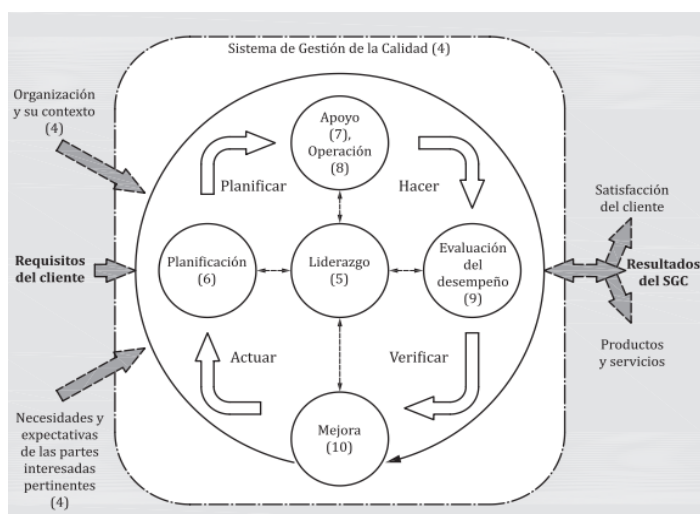 Sistema de Gestión de la Calidad (4)
Organización
y su contexto
(4)
Apoyo
(7),
Operación
(8)
Planificar
Hacer
Satisfacción
del cliente
Requisitos
del cliente
Planificación
(6)
Liderazgo
(5)
Evaluación
del
desempeño
(9)
Resultados
del SGC
Actuar
Verificar
Productos
y servicios
Mejora
(10)
Necesidades y
expectativas
de las partes
interesadas
pertinentes
(4)